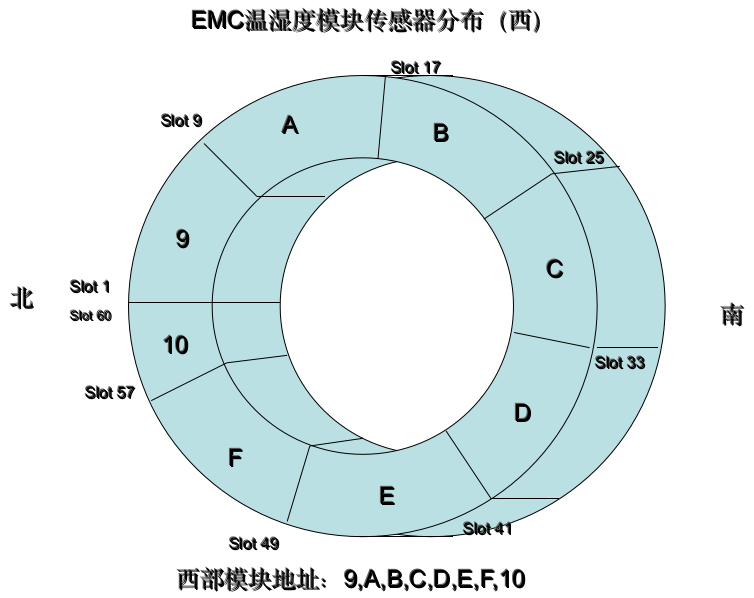 EMC温湿度模块传感器分布（西）
Slot 17
Slot 9
A
B
Slot 25
9
C
Slot 1
北
Slot 60
南
10
Slot 33
Slot 57
D
F
E
Slot 41
Slot 49
西部模块地址：9,A,B,C,D,E,F,10